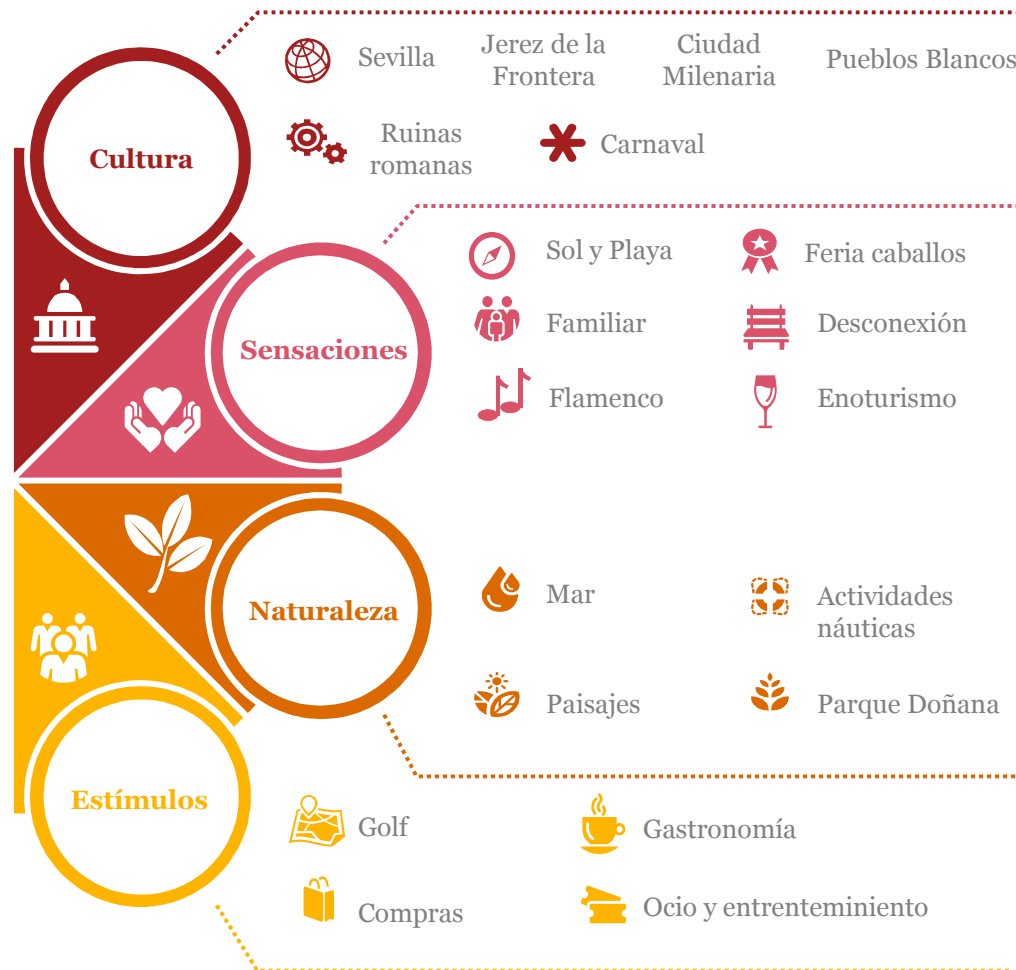 Cultura
Sevilla
Jerez de la
Frontera
Ciudad
Milenaria
Pueblos Blancos
Ruinas
romanas
Carnaval
Sensaciones
Sol y Playa
Feria caballos
Familiar
Desconexión
Flamenco
Enoturismo
Naturaleza
Mar
Actividades
náuticas
Paisajes
Parque Doñana
Estímulos
Golf
Gastronomía
Compras
Ocio y entrenteminiento